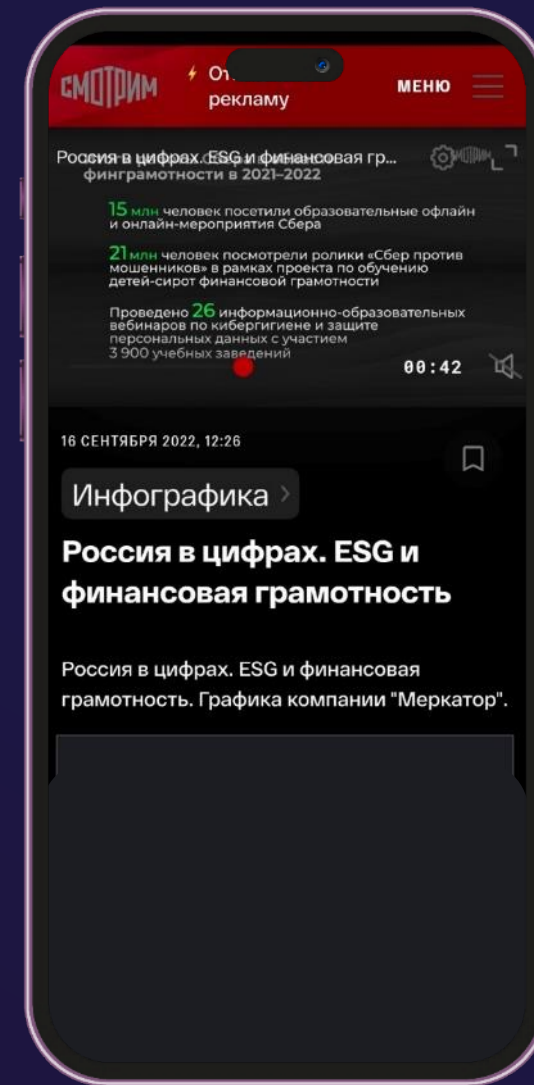 СМОТРИМ
От
рекламу
МЕНЮ
Россия в цифрах. ESG и финансовая гр...
СМОТРИМ
финграмотности в 2021–2022
15 млн человек посетили образовательные офлайн
и онлайн-мероприятия Сбера
21 млн человек посмотрели ролики «Сбер против
мошенников» в рамках проекта по обучению
детей-сирот финансовой грамотности
Проведено 26 информационно-образовательных
вебинаров по кибергигиене и защите
персональных данных с участием
3 900 учебных заведений
00:42
16 СЕНТЯБРЯ 2022, 12:26
Инфографика
Россия в цифрах. ESG и
финансовая грамотность
Россия в цифрах. ESG и финансовая
грамотность. Графика компании "Меркатор".